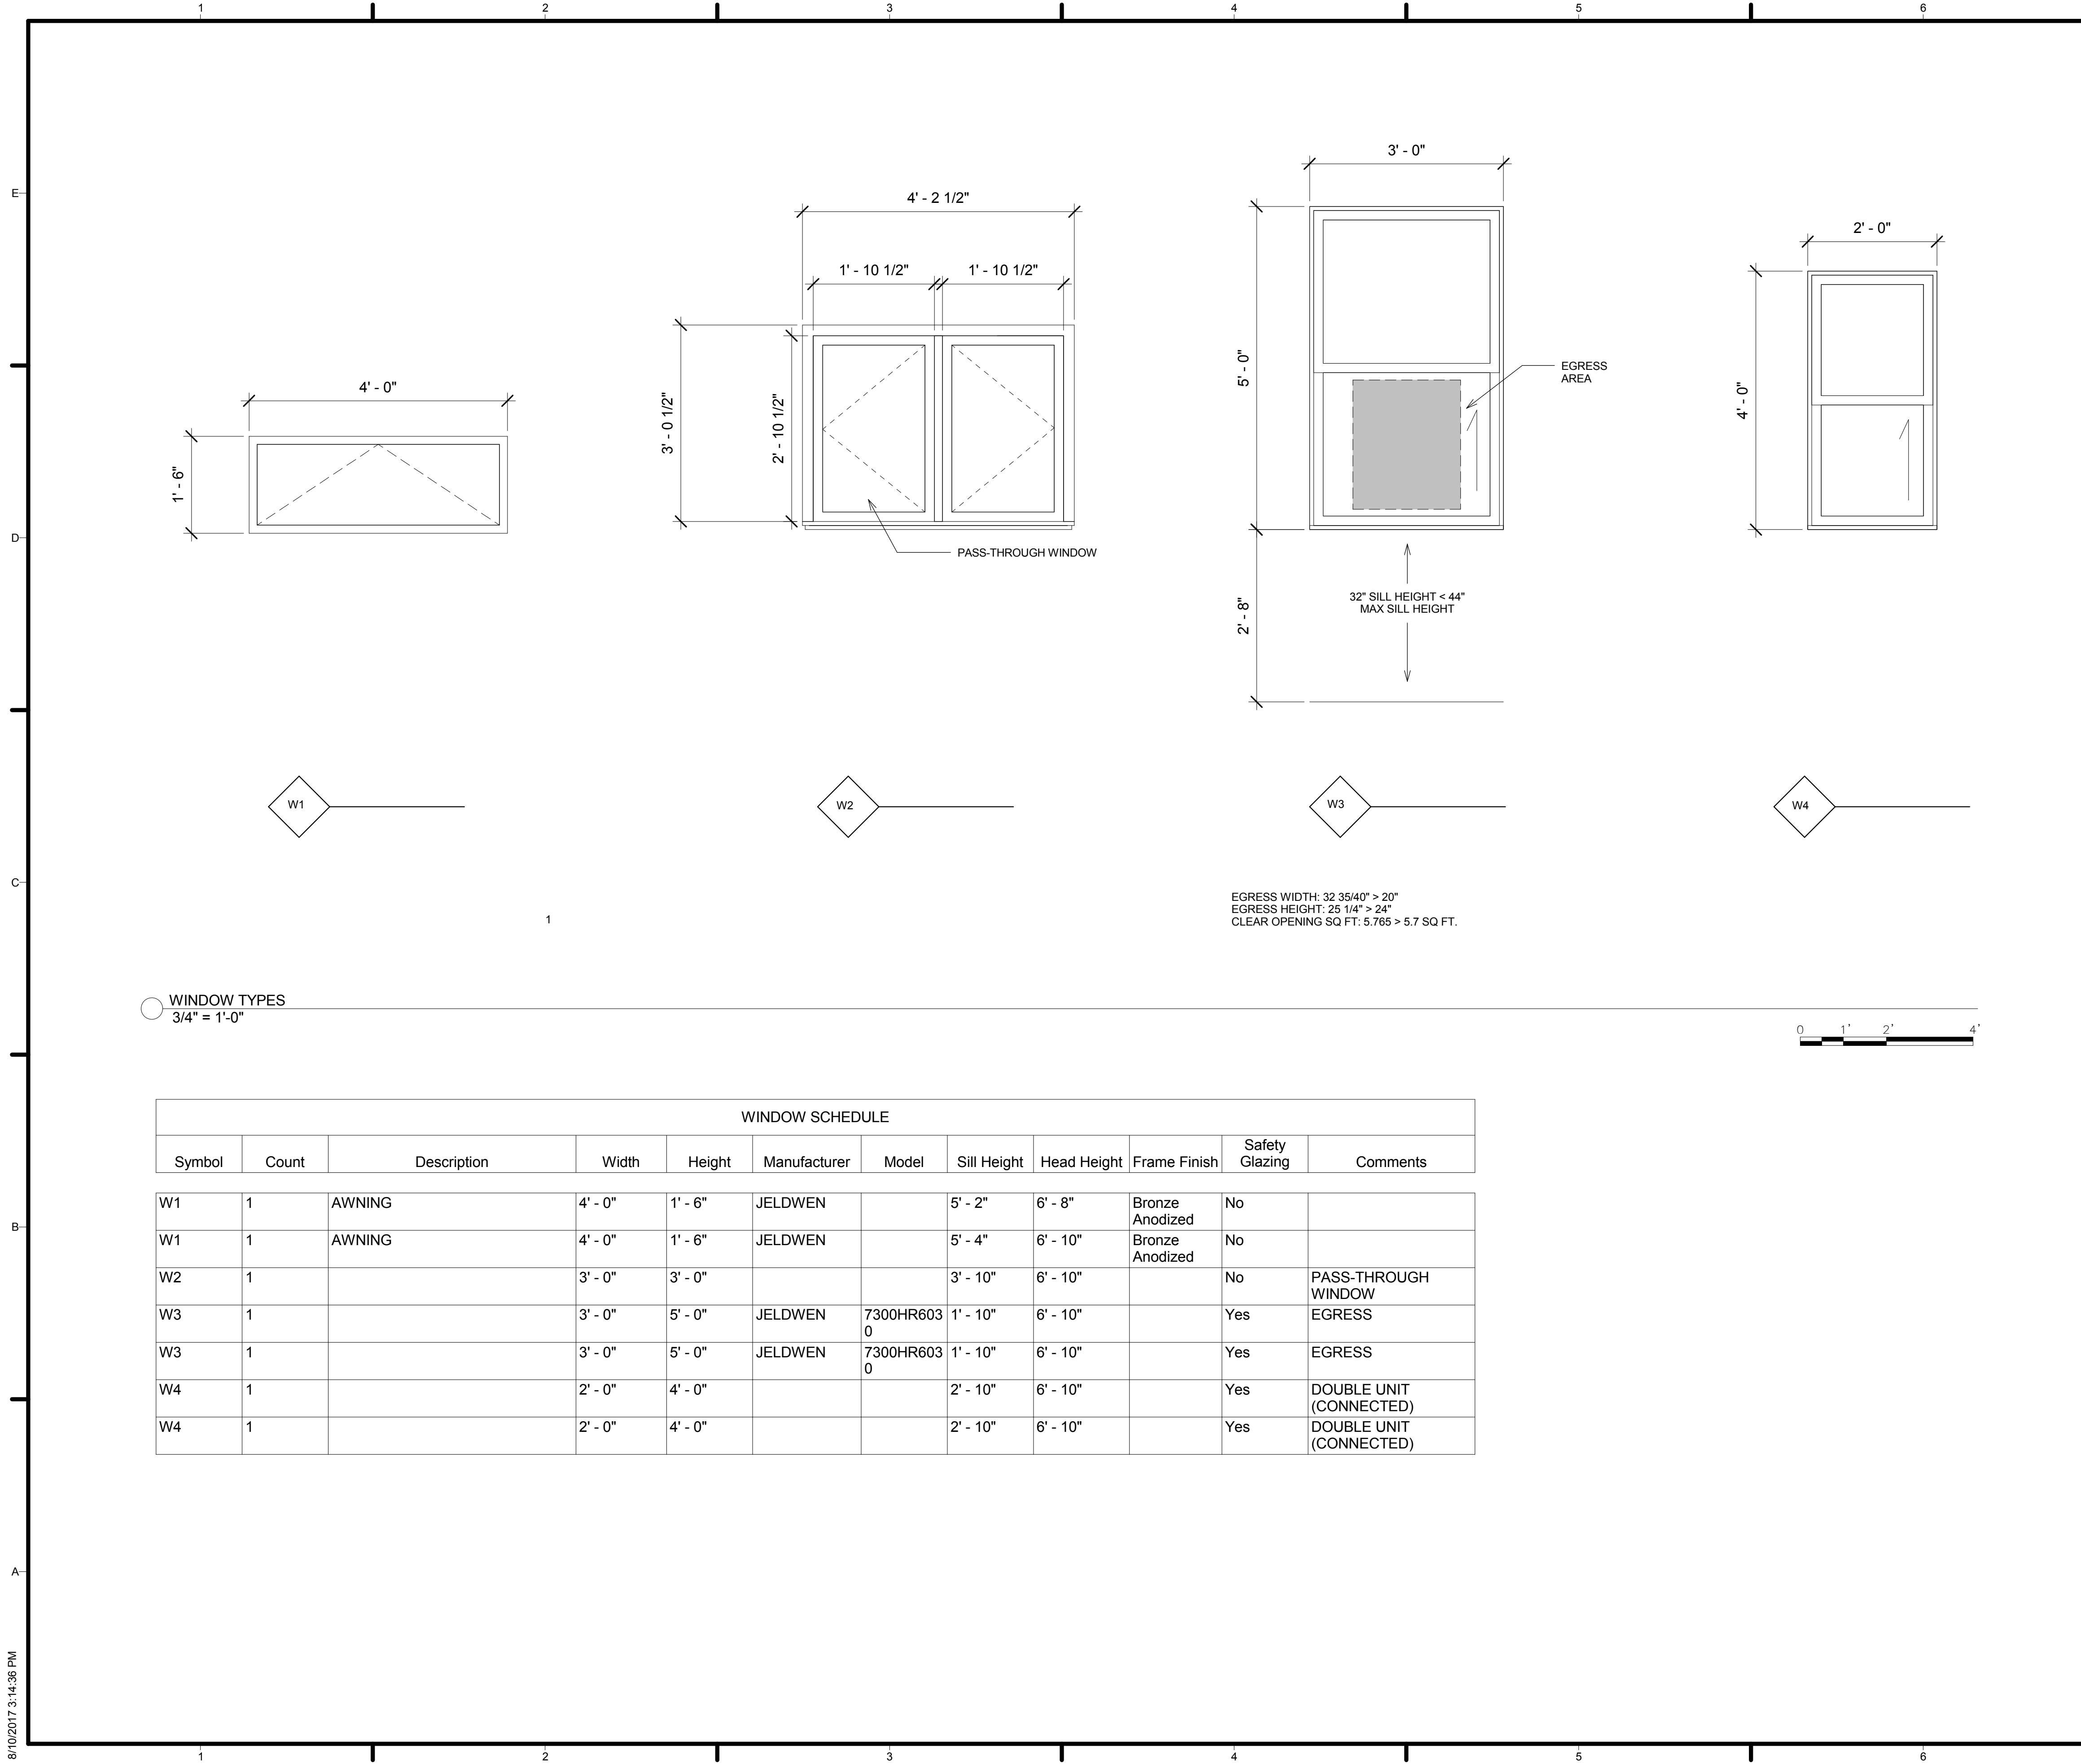 1 2 3 4 5 6
E
D
C
B
A
4' - 0"
1' - 6"
4' - 2 1/2"
1' - 10 1/2" 1' - 10 1/2"
3' - 0 1/2"
2' - 10 1/2"
PASS-THROUGH WINDOW
3' - 0"
5' - 0"
EGRESS
AREA
2' - 8"
32" SILL HEIGHT < 44"
MAX SILL HEIGHT
2' - 0"
4' - 0"
W1 W2 W3 W4
1
EGRESS WIDTH: 32 35/40" > 20"
EGRESS HEIGHT: 25 1/4" > 24"
CLEAR OPENING SQ FT: 5.765 > 5.7 SQ FT.
WINDOW TYPES
3/4" = 1'-0"
0 1' 2' 4'
WINDOW SCHEDULE
Symbol Count Description Width Height Manufacturer Model Sill Height Head Height Frame Finish Safety Glazing Comments
W1 1 AWNING 4' - 0" 1' - 6" JELDWEN 5' - 2" 6' - 8" Bronze Anodized No
W1 1 AWNING 4' - 0" 1' - 6" JELDWEN 5' - 4" 6' - 10" Bronze Anodized No
W2 1 3' - 0" 3' - 0" 3' - 10" 6' - 10" No PASS-THROUGH WINDOW
W3 1 3' - 0" 5' - 0" JELDWEN 7300HR6030 1' - 10" 6' - 10" Yes EGRESS
W3 1 3' - 0" 5' - 0" JELDWEN 7300HR6030 1' - 10" 6' - 10" Yes EGRESS
W4 1 2' - 0" 4' - 0" 2' - 10" 6' - 10" Yes DOUBLE UNIT (CONNECTED)
W4 1 2' - 0" 4' - 0" 2' - 10" 6' - 10" Yes DOUBLE UNIT (CONNECTED)
8/10/2017 3:14:36 PM
1 2 3 4 5 6